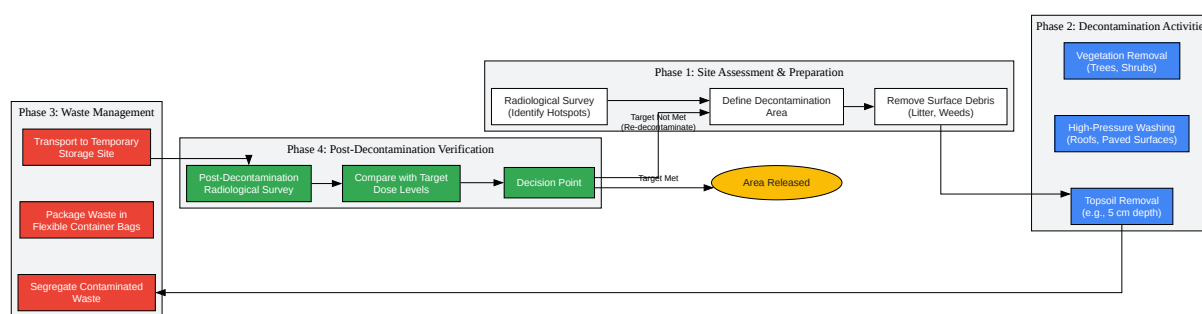 Phase 1: Site Assessment & Preparation
Radiological Survey
(Identify Hotspots)
Define Decontamination
Area
Remove Surface Debris
(Litter, Weeds)
Phase 2: Decontamination Activities
Vegetation Removal
(Trees, Shrubs)
High-Pressure Washing
(Roofs, Paved Surfaces)
Topsoil Removal
(e.g., 5 cm depth)
Phase 3: Waste Management
Transport to Temporary
Storage Site
Package Waste in
Flexible Container Bags
Segregate Contaminated
Waste
Phase 4: Post-Decontamination Verification
Post-Decontamination
Radiological Survey
Compare with Target
Dose Levels
Decision Point
Target Not Met
(Re-decontaminate)
Target Met
Area Released